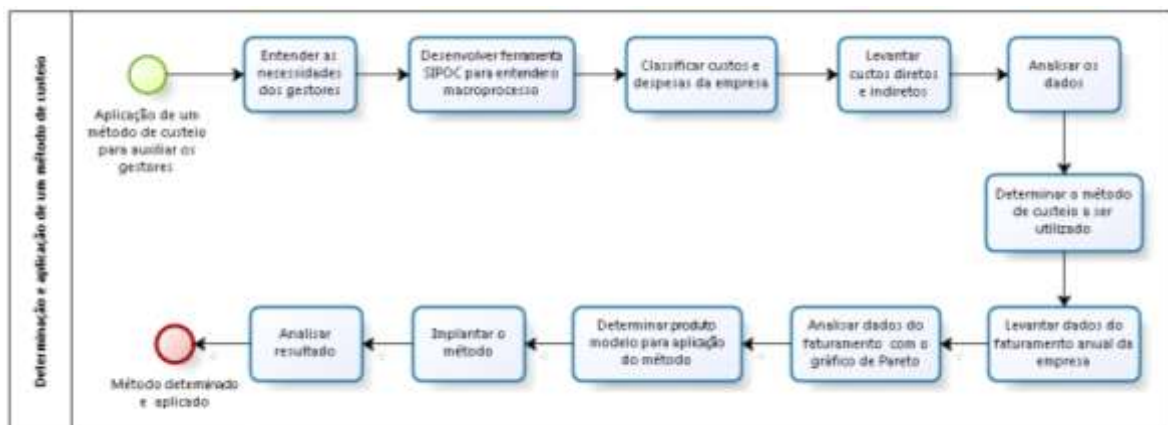 Determinação e aplicação de um método de custeio
Aplicação de um
método de custeio
para auxiliar os
gestores
Entender as
necessidades
dos gestores
Desenvolver ferramenta
SIPOC para entender o
macroprocesso
Classificar custos e
despesas da empresa
Levantar
custos diretos
e indiretos
Analisar os
dados
Determinar o método
de custeio a ser
utilizado
Levantar dados do
faturamento anual da
empresa
Analisar dados do
faturamento com o
gráfico de Pareto
Determinar produto
modelo para aplicação
do método
Implantar o
método
Analisar
resultado
Método determinado
e aplicado